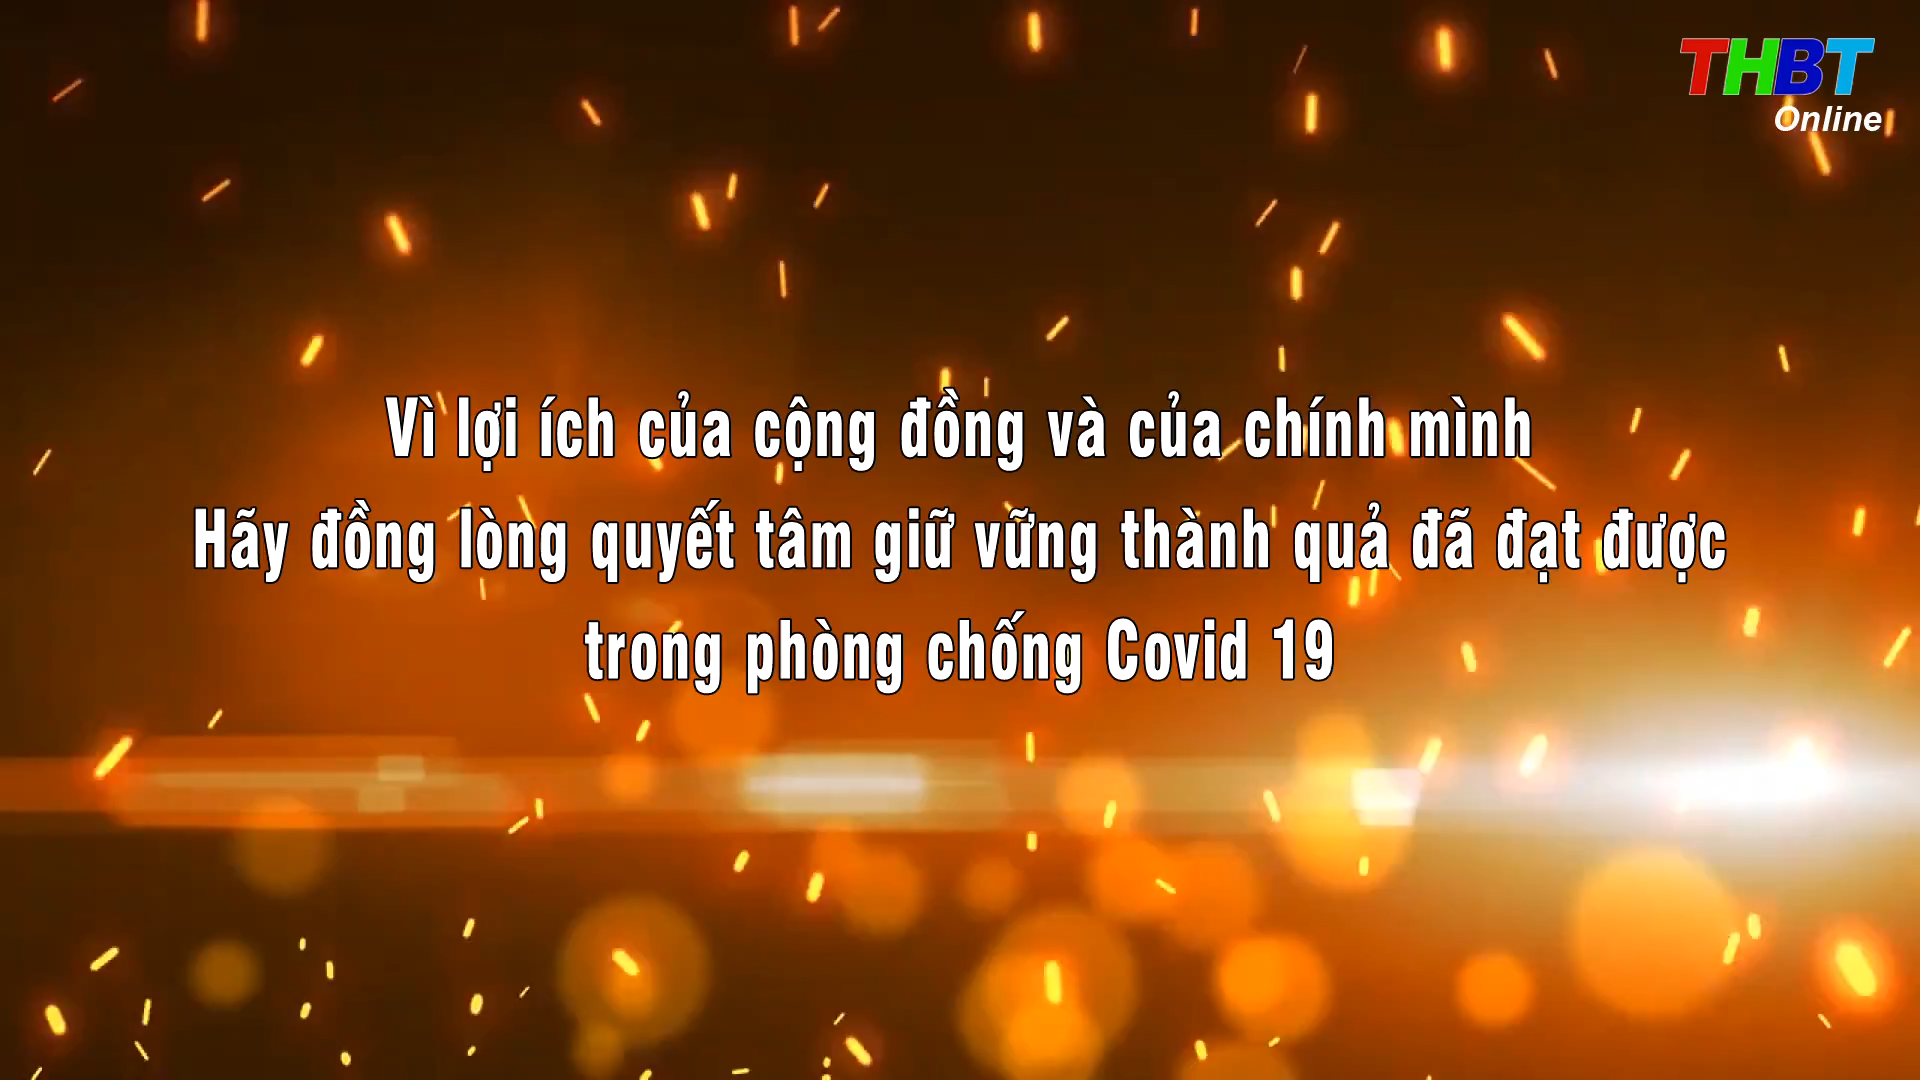 THBT
Online
Vì lợi ích của cộng đồng và của chính mình
Hãy đồng lòng quyết tâm giữ vững thành quả đã đạt được
trong phòng chống Covid 19